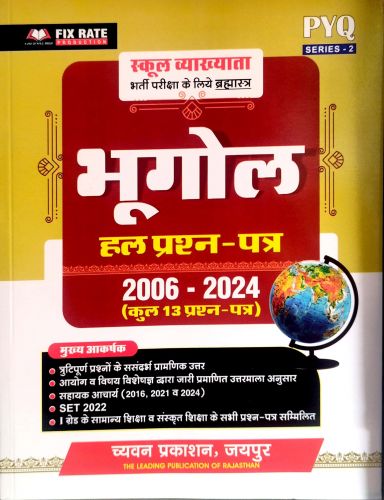 FIX RATE
PRODUCTION
PYQ
SERIES - 2
स्कूल व्याख्याता
भर्ती परीक्षा के लिये ब्रह्मास्त्र
भूगोल
हल प्रश्न-पत्र
2006 - 2024
(कुल 13 प्रश्न-पत्र)
मुख्य आकर्षक
त्रुटिपूर्ण प्रश्नों के ससंदर्भ प्रामाणिक उत्तर
आयोग व विषय विशेषज्ञ द्वारा जारी प्रमाणित उत्तरमाला अनुसार
सहायक आचार्य (2016, 2021 व 2024)
SET 2022
I ग्रेड के सामान्य शिक्षा व संस्कृत शिक्षा के सभी प्रश्न-पत्र सम्मिलित
च्यवन प्रकाशन, जयपुर
THE LEADING PUBLICATION OF RAJASTHAN